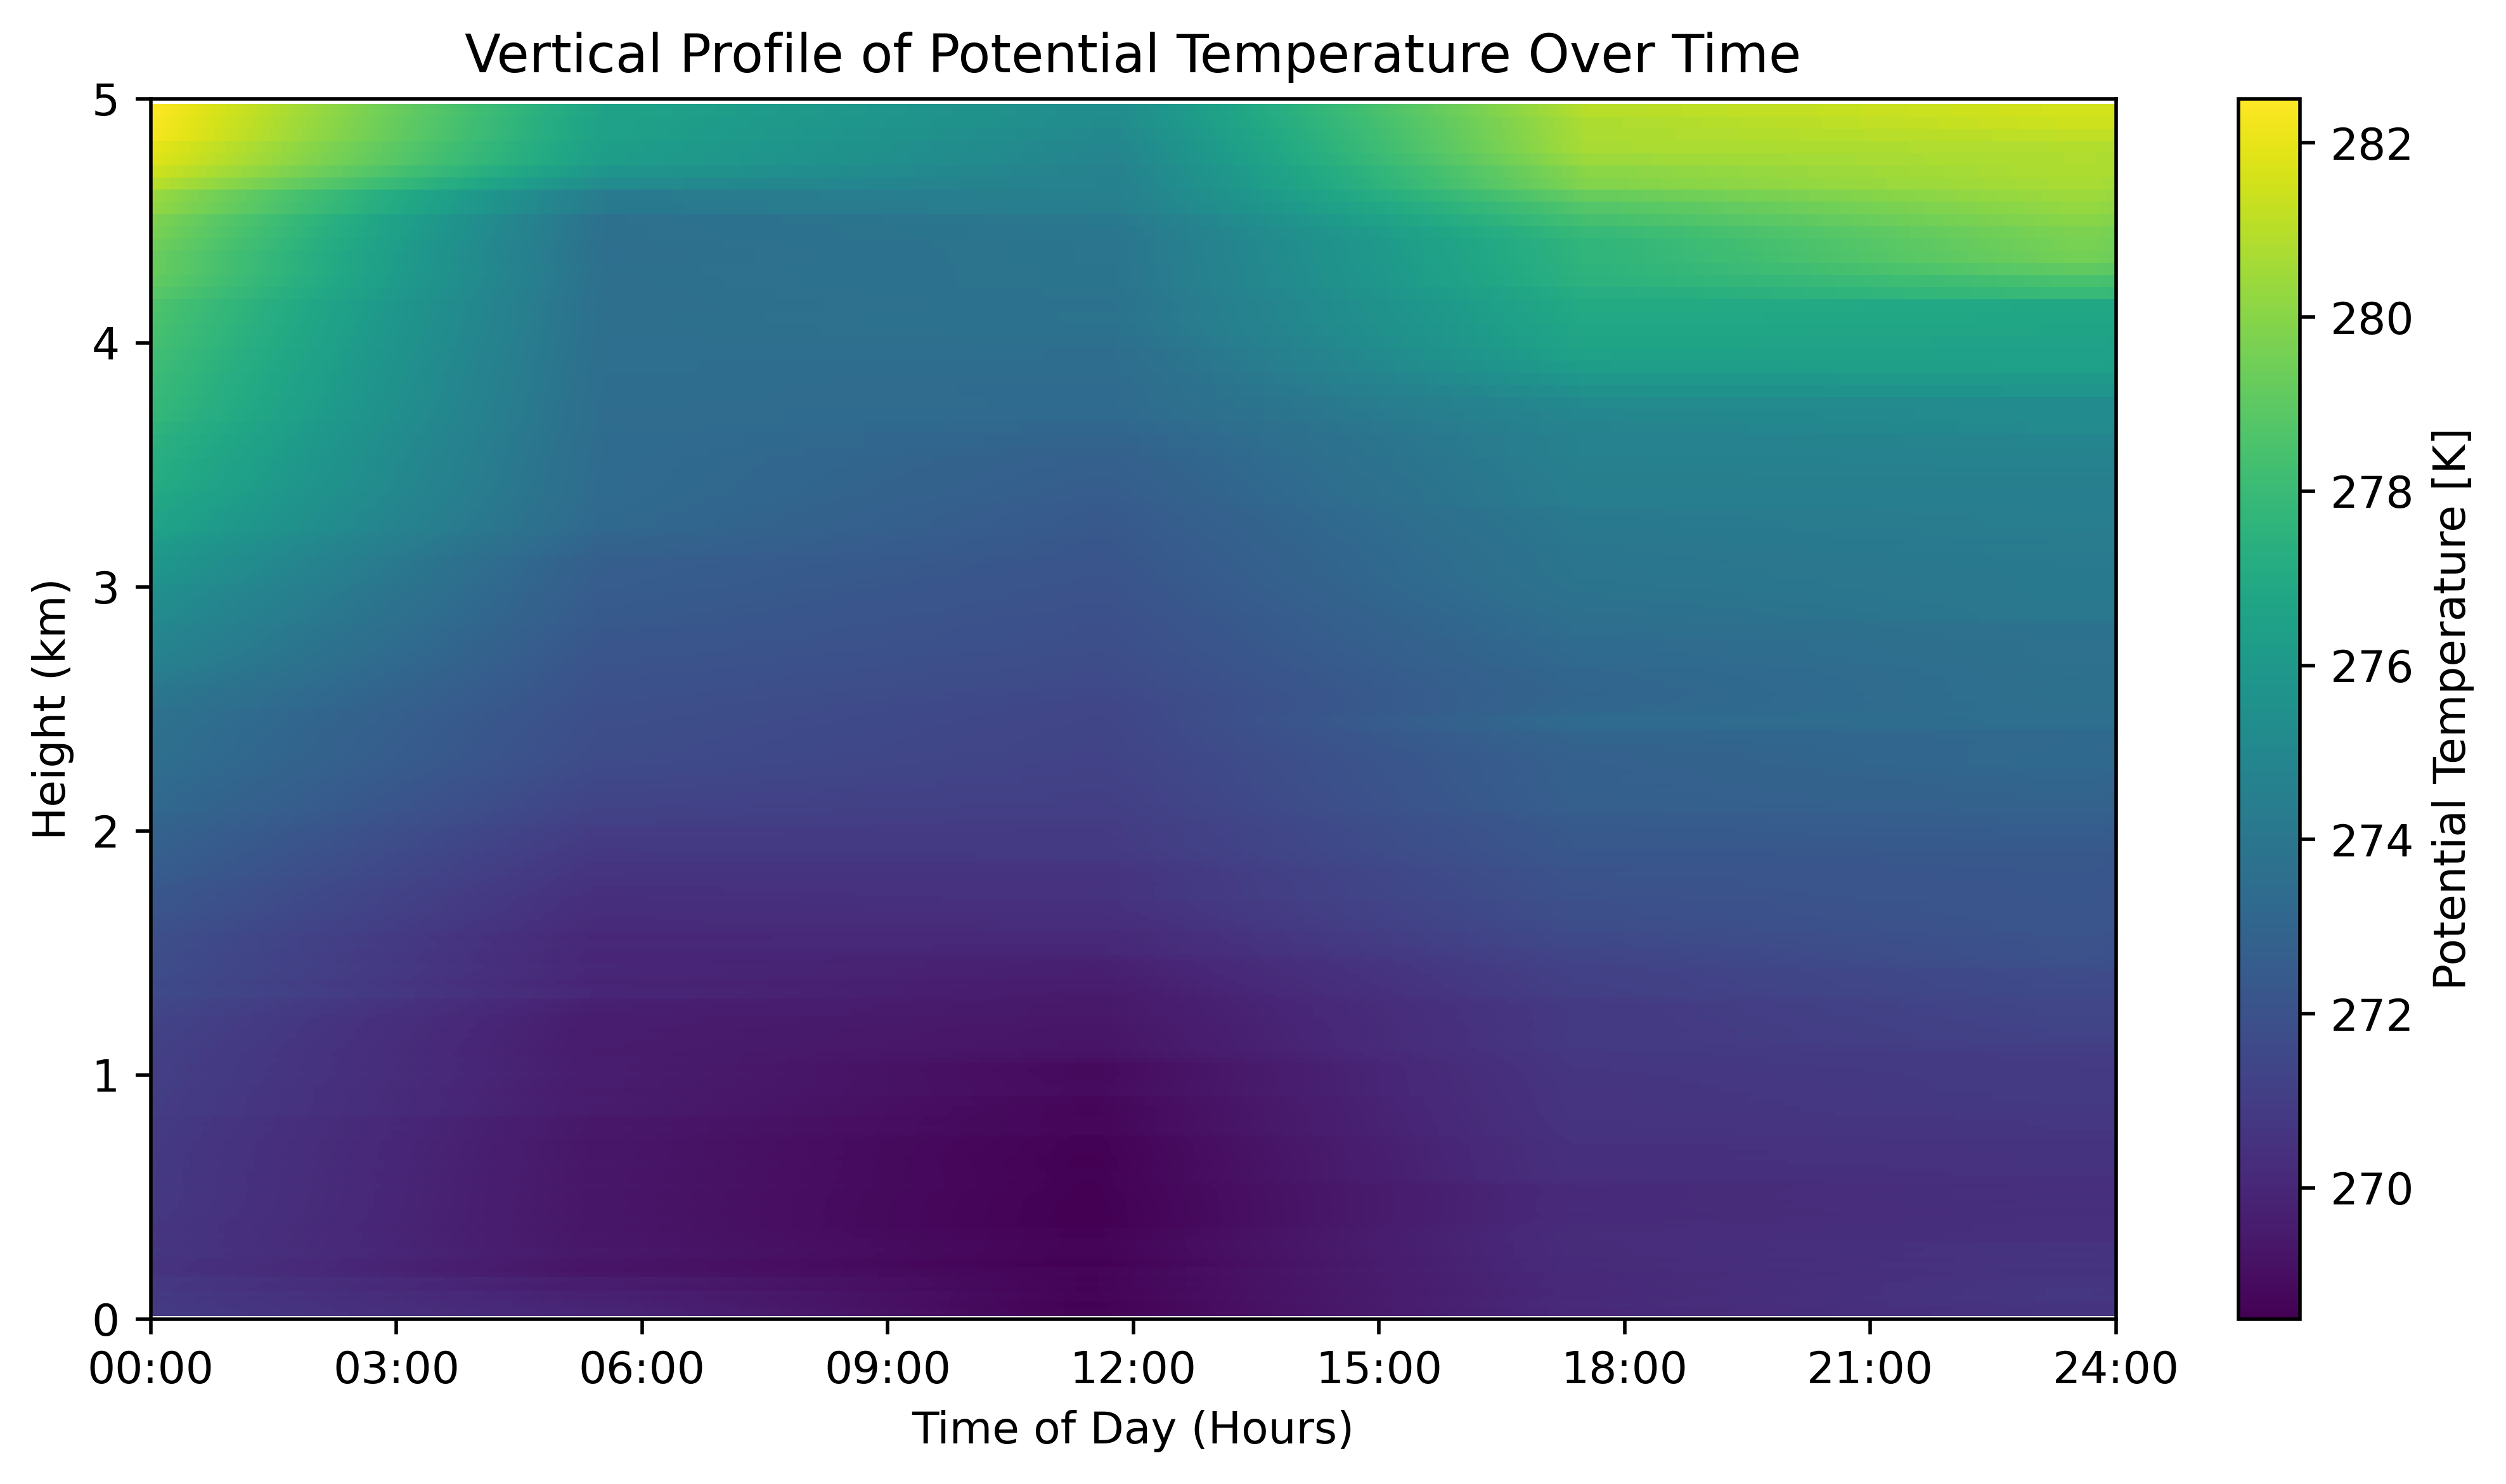 Vertical Profile of Potential Temperature Over Time
5
4
3
2
1
0
Height (km)
00:00 03:00 06:00 09:00 12:00 15:00 18:00 21:00 24:00
Time of Day (Hours)
282
280
278
276
274
272
270
Potential Temperature [K]